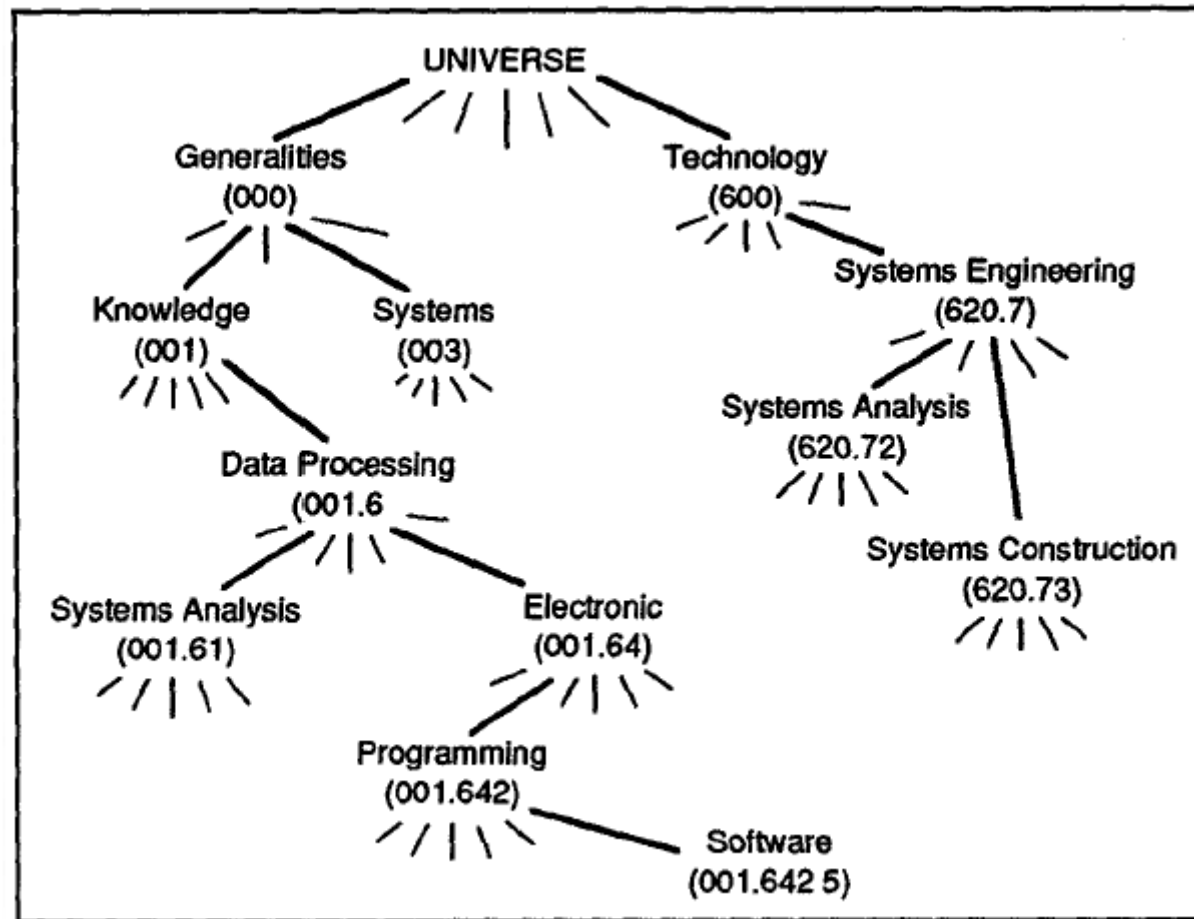 UNIVERSE
Generalities
(000)
Technology
(600)
Knowledge
(001)
Systems
(003)
Systems Engineering
(620.7)
Data Processing
(001.6
Systems Analysis
(620.72)
Systems Analysis
(001.61)
Electronic
(001.64)
Systems Construction
(620.73)
Programming
(001.642)
Software
(001.642 5)